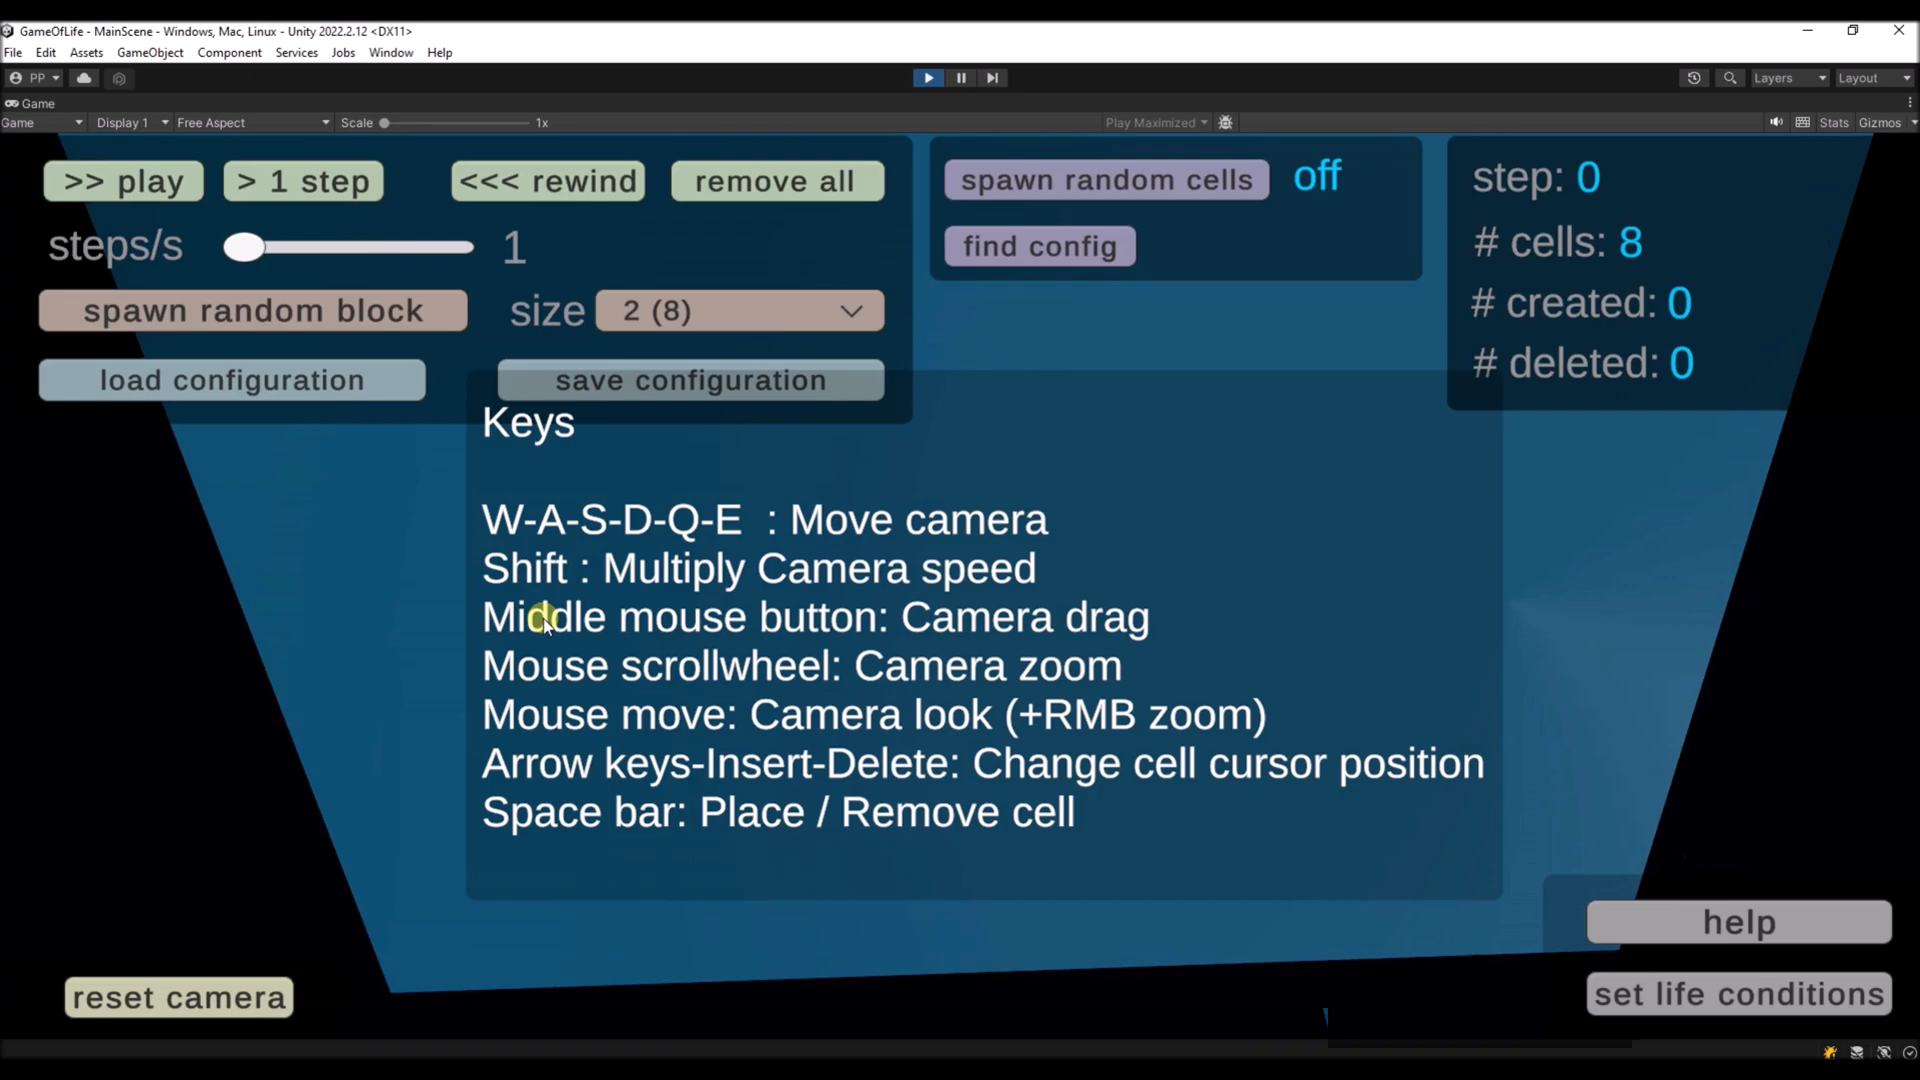 GameOfLife - MainScene - Windows, Mac, Linux - Unity 2022.2.12 <DX11>
File Edit Assets GameObject Component Services Jobs Window Help
PP Layers Layout
Game
Game Display 1 Free Aspect Scale 1x Play Maximized Stats Gizmos
>> play > 1 step <<< rewind remove all
steps/s 1
spawn random block size 2 (8)
load configuration save configuration
spawn random cells off
find config
step: 0
# cells: 8
# created: 0
# deleted: 0
Keys
W-A-S-D-Q-E : Move camera
Shift : Multiply Camera speed
Middle mouse button: Camera drag
Mouse scrollwheel: Camera zoom
Mouse move: Camera look (+RMB zoom)
Arrow keys-Insert-Delete: Change cell cursor position
Space bar: Place / Remove cell
help
reset camera
set life conditions